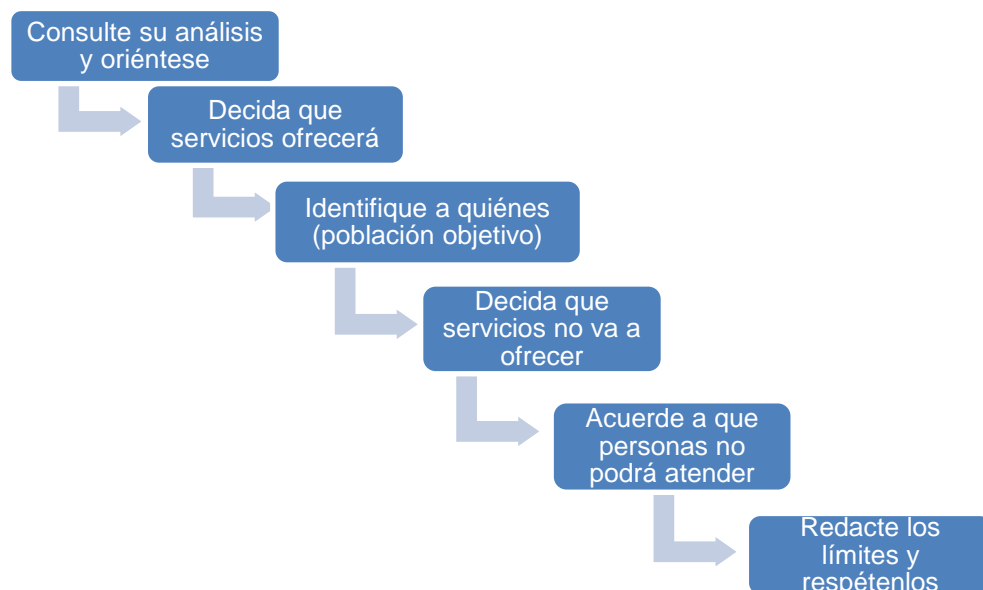 Consulte su análisis
y oriéntese
Decida que
servicios ofrecerá
Identifique a quiénes
(población objetivo)
Decida que
servicios no va a
ofrecer
Acuerde a que
personas no
podrá atender
Redacte los
límites y
respétenlos